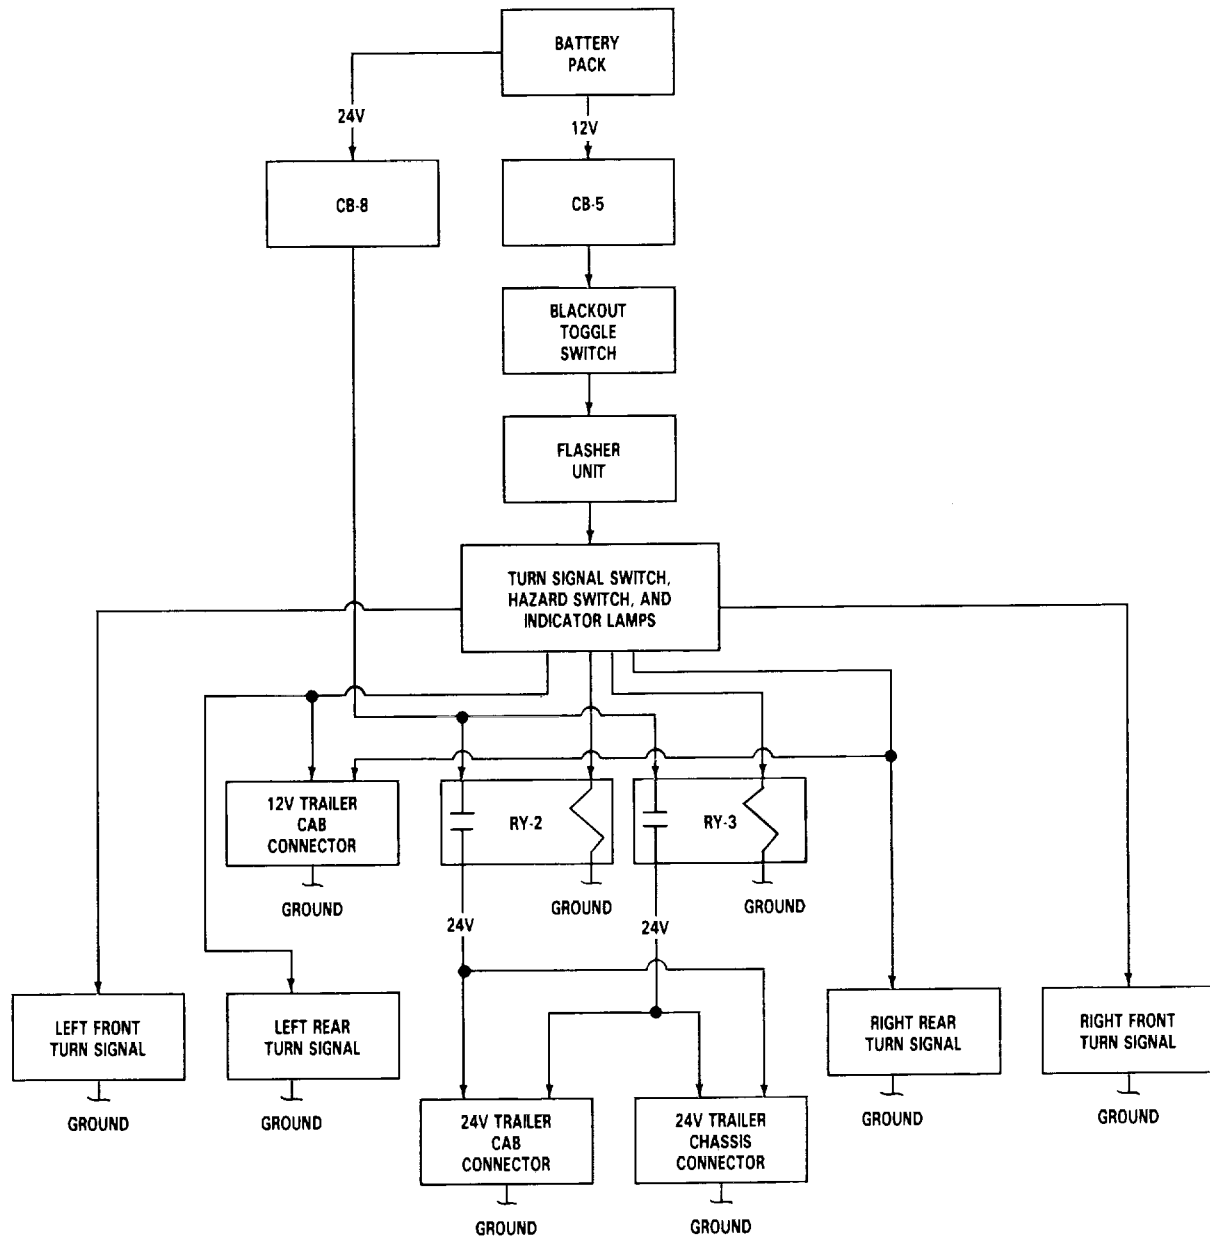 BATTERY
PACK
24V
12V
CB-8
CB-5
BLACKOUT
TOGGLE
SWITCH
FLASHER
UNIT
TURN SIGNAL SWITCH,
HAZARD SWITCH, AND
INDICATOR LAMPS
12V TRAILER
CAB
CONNECTOR
RY-2
RY-3
GROUND
GROUND
GROUND
24V
24V
LEFT FRONT
TURN SIGNAL
LEFT REAR
TURN SIGNAL
RIGHT REAR
TURN SIGNAL
RIGHT FRONT
TURN SIGNAL
GROUND
GROUND
24V TRAILER
CAB
CONNECTOR
24V TRAILER
CHASSIS
CONNECTOR
GROUND
GROUND
GROUND
GROUND